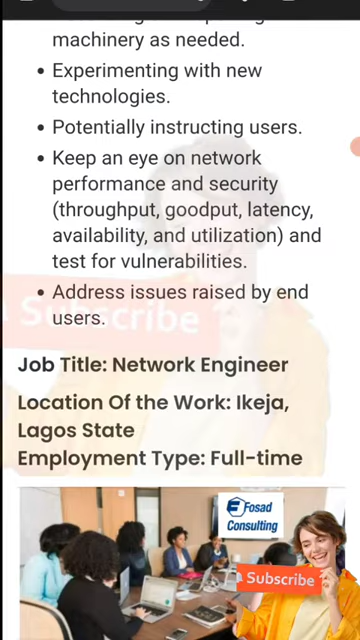 machinery as needed.
• Experimenting with new
technologies.
• Potentially instructing users.
• Keep an eye on network
performance and security
(throughput, goodput, latency,
availability, and utilization) and
test for vulnerabilities.
• Address issues raised by end
users.
Subscribe
Job Title: Network Engineer
Location Of the Work: Ikeja,
Lagos State
Employment Type: Full-time
Fosad
Consulting
Subscribe